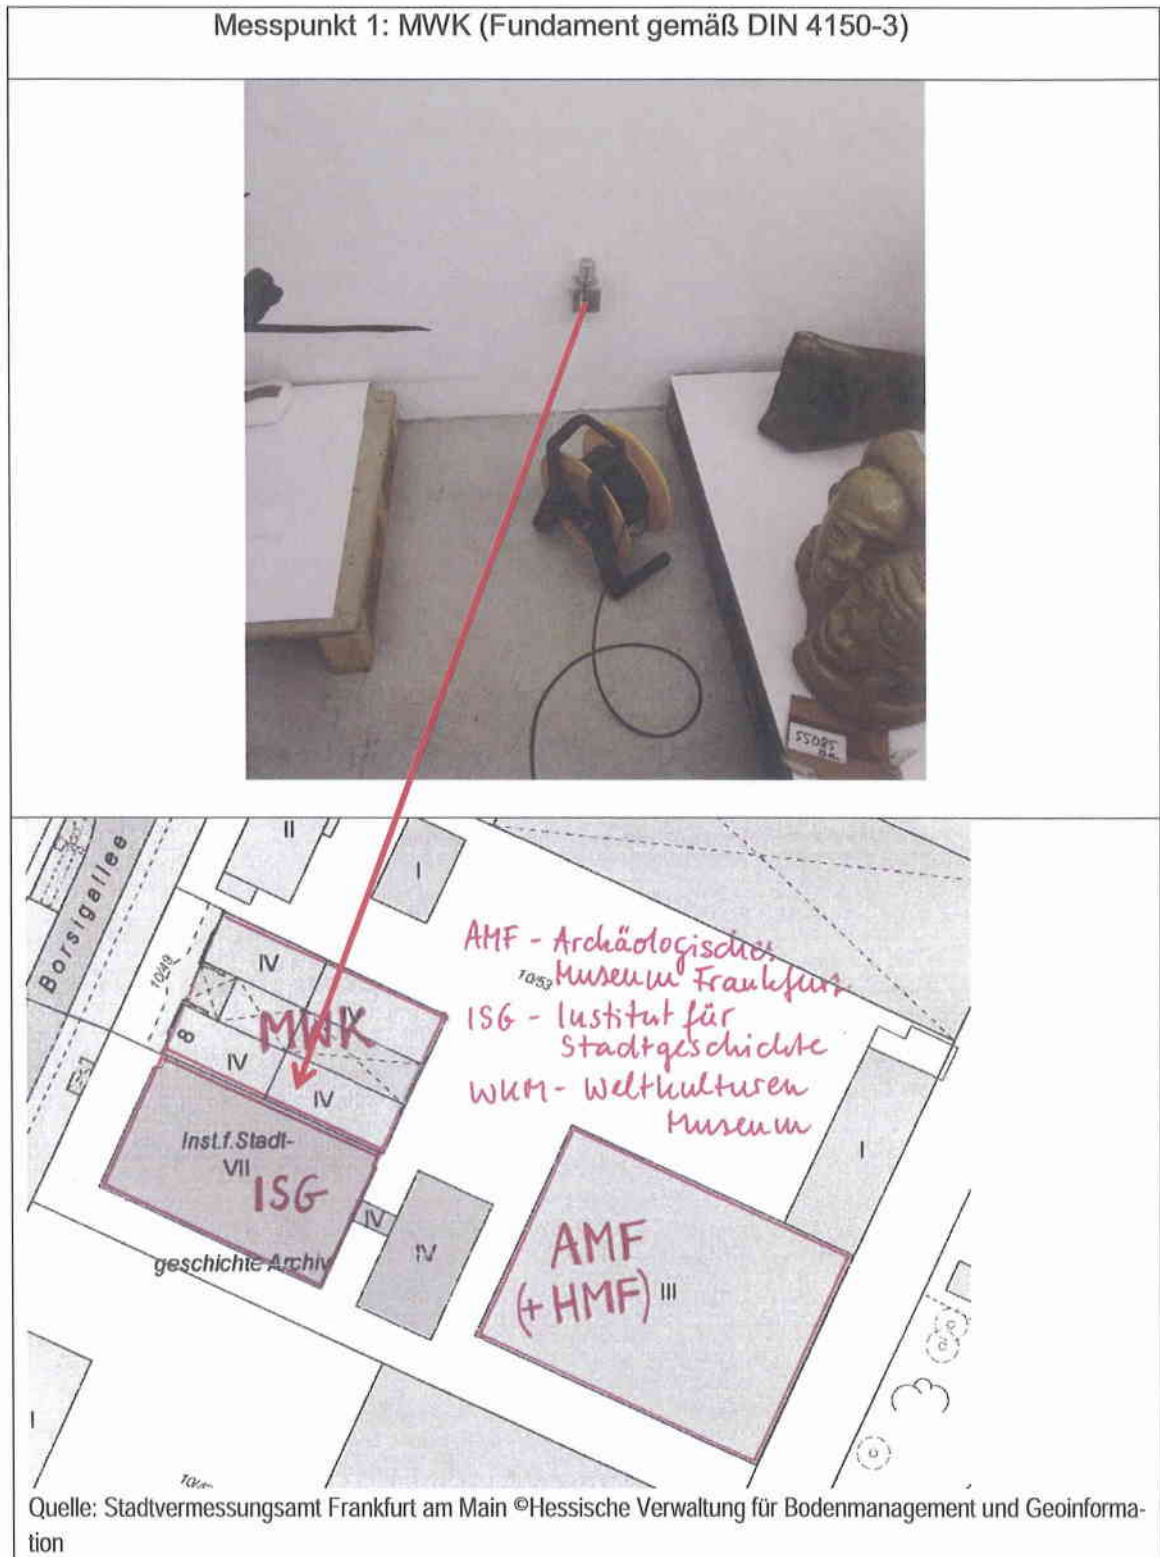 Messpunkt 1: MWK (Fundament gemäß DIN 4150-3)
55085
Borsigallee
II
I
10/49
IV
IV
MWK
8
IV
IV
AMF - Archäologisches
10/53 Museum Frankfurt
ISG - Institut für
Stadtgeschichte
WKM - Weltkulturen
Museum
I
Inst.f.Stadt-
VII
ISG
geschichte Archiv
IV
IV
AMF
(+ HMF) III
I
Quelle: Stadtvermessungsamt Frankfurt am Main ©Hessische Verwaltung für Bodenmanagement und Geoinforma-
tion